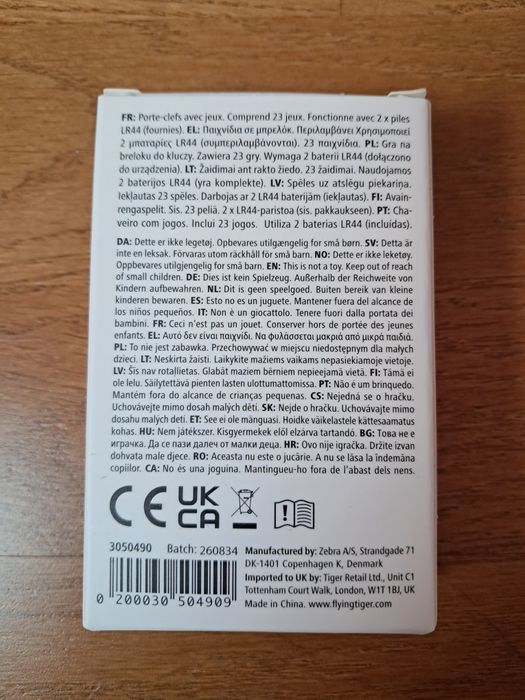 FR: Porte-clefs avec jeux. Comprend 23 jeux. Fonctionne avec 2 x piles
LR44 (fournies). EL: Παιχνίδια σε μπρελόκ. Περιλαμβάνει Χρησιμοποιεί
2 μπαταρίες LR44 (συμπεριλαμβάνονται). 23 παιχνίδια. PL: Gra na
breloku do kluczy. Zawiera 23 gry. Wymaga 2 baterii LR44 (dołączono
do urządzenia). LT: Žaidimai ant rakto žiedo. 23 žaidimai. Naudojamos
2 baterijos LR44 (yra komplekte). LV: Spēles uz atslēgu piekariņa.
Iekļautas 23 spēles. Darbojas ar 2 LR44 baterijām (iekļautas). FI: Avain-
rengaspelit. Sis. 23 peliä. 2 x LR44-paristoa (sis. pakkaukseen). PT: Cha-
veiro com jogos. Inclui 23 jogos. Utiliza 2 baterias LR44 (incluídas).
DA: Dette er ikke legetøj. Opbevares utilgængelig for små børn. SV: Detta är
inte en leksak. Förvaras utom räckhåll för små barn. NO: Dette er ikke leketøy.
Oppbevares utilgjengelig for små barn. EN: This is not a toy. Keep out of reach
of small children. DE: Dies ist kein Spielzeug. Außerhalb der Reichweite von
Kindern aufbewahren. NL: Dit is geen speelgoed. Buiten bereik van kleine
kinderen bewaren. ES: Esto no es un juguete. Mantener fuera del alcance de
los niños pequeños. IT: Non è un giocattolo. Tenere fuori dalla portata dei
bambini. FR: Ceci n'est pas un jouet. Conserver hors de portée des jeunes
enfants. EL: Αυτό δεν είναι παιχνίδι. Να φυλάσσεται μακριά από μικρά παιδιά.
PL: To nie jest zabawka. Przechowywać w miejscu niedostępnym dla małych
dzieci. LT: Neskirta žaisti. Laikykite mažiems vaikams nepasiekiamoje vietoje.
LV: Šis nav rotaļlietas. Glabāt maziem bērniem nepieejamā vietā. FI: Tämä ei
ole lelu. Säilytettävä pienten lasten ulottumattomissa. PT: Não é um brinquedo.
Mantém fora do alcance de crianças pequenas. CS: Nejedná se o hračku.
Uchovávejte mimo dosah malých dětí. SK: Nejde o hračku. Uchovávajte mimo
dosahu malých detí. ET: See ei ole mänguasi. Hoidke väikelastele kättesaamatus
kohas. HU: Nem játékszer. Kisgyermekek elől elzárva tartandó. BG: Това не е
играчка. Да се пази далеч от малки деца. HR: Ovo nije igračka. Držite izvan
dohvata male djece. RO: Aceasta nu este o jucărie. A nu se lăsa la îndemâna
copiilor. CA: No és una joguina. Mantingueu-ho fora de l'abast dels nens.
CE UK
CA
3050490 Batch: 260834
0 200030 504909
Manufactured by: Zebra A/S, Strandgade 71
DK-1401 Copenhagen K, Denmark
Imported to UK by: Tiger Retail Ltd., Unit C1
Tottenham Court Walk, London, W1T 1BJ, UK
Made in China. www.flyingtiger.com